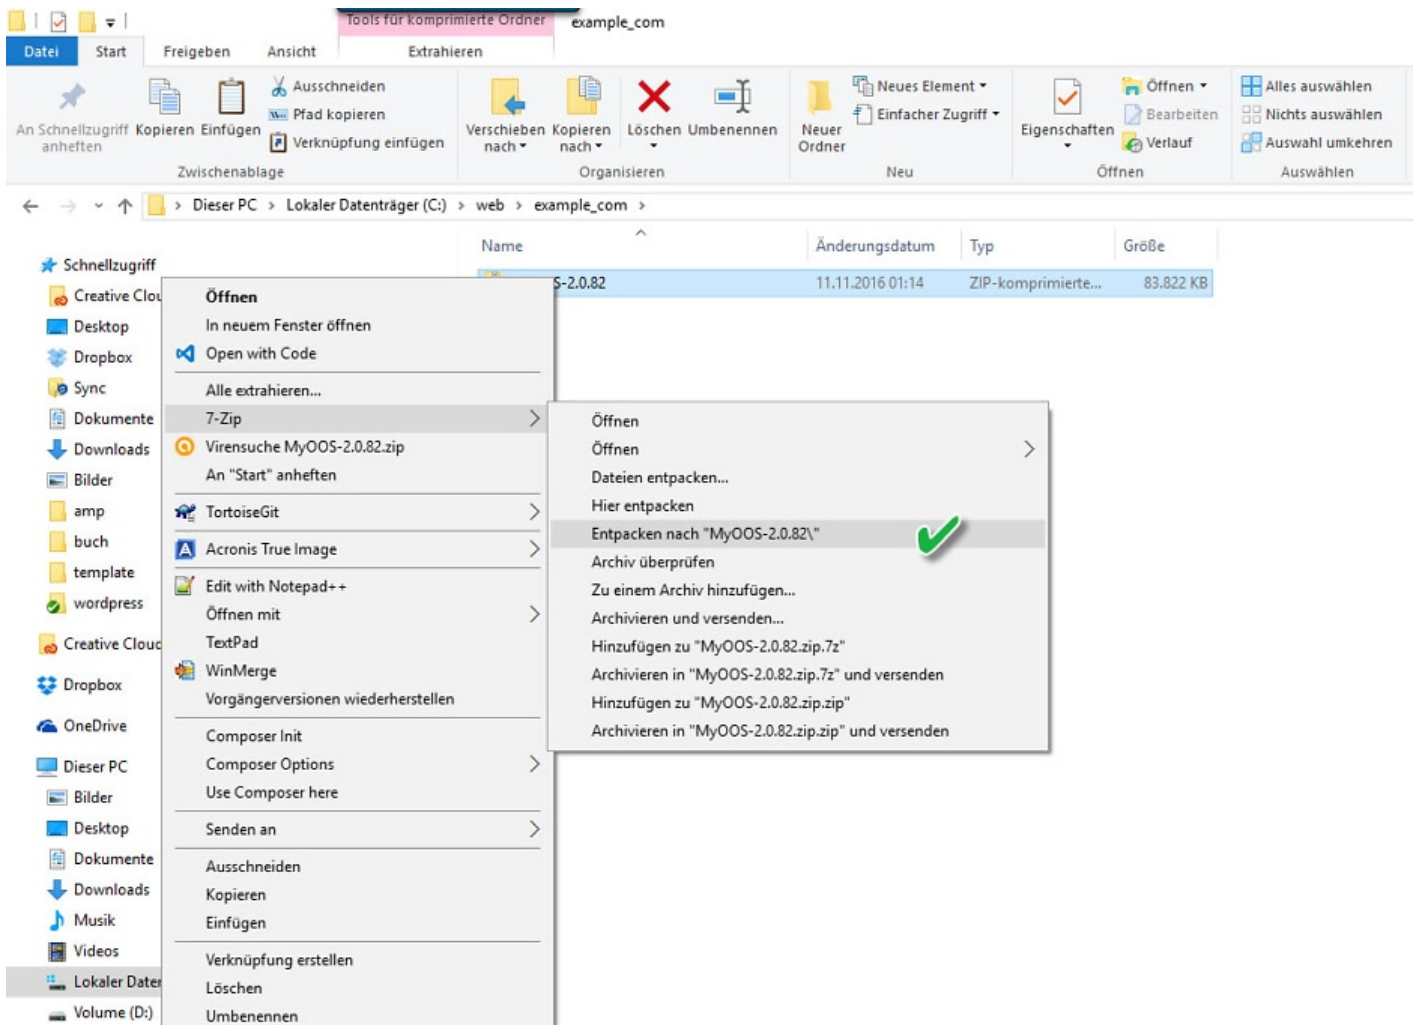 Tools für komprimierte Ordner
example_com
Datei
Start
Freigeben
Ansicht
Extrahieren
An Schnellzugriff anheften
Kopieren
Einfügen
Ausschneiden
Pfad kopieren
Verknüpfung einfügen
Zwischenablage
Verschieben nach
Kopieren nach
Löschen
Umbenennen
Organisieren
Neuer Ordner
Neues Element
Einfacher Zugriff
Neu
Eigenschaften
Öffnen
Bearbeiten
Verlauf
Öffnen
Alles auswählen
Nichts auswählen
Auswahl umkehren
Auswählen
Dieser PC > Lokaler Datenträger (C:) > web > example_com >
Name
Änderungsdatum
Typ
Größe
S-2.0.82
11.11.2016 01:14
ZIP-komprimierte...
83.822 KB
Schnellzugriff
Creative Clou
Desktop
Dropbox
Sync
Dokumente
Downloads
Bilder
amp
buch
template
wordpress
Creative Cloud
Dropbox
OneDrive
Dieser PC
Bilder
Desktop
Dokumente
Downloads
Musik
Videos
Lokaler Daten
Volume (D:)
Öffnen
In neuem Fenster öffnen
Open with Code
Alle extrahieren...
7-Zip
Virensuche MyOOS-2.0.82.zip
An "Start" anheften
TortoiseGit
Acronis True Image
Edit with Notepad++
Öffnen mit
TextPad
WinMerge
Vorgängerversionen wiederherstellen
Composer Init
Composer Options
Use Composer here
Senden an
Ausschneiden
Kopieren
Einfügen
Verknüpfung erstellen
Löschen
Umbenennen
Öffnen
Öffnen
Dateien entpacken...
Hier entpacken
Entpacken nach "MyOOS-2.0.82\"
Archiv überprüfen
Zu einem Archiv hinzufügen...
Archivieren und versenden...
Hinzufügen zu "MyOOS-2.0.82.zip.7z"
Archivieren in "MyOOS-2.0.82.zip.7z" und versenden
Hinzufügen zu "MyOOS-2.0.82.zip.zip"
Archivieren in "MyOOS-2.0.82.zip.zip" und versenden